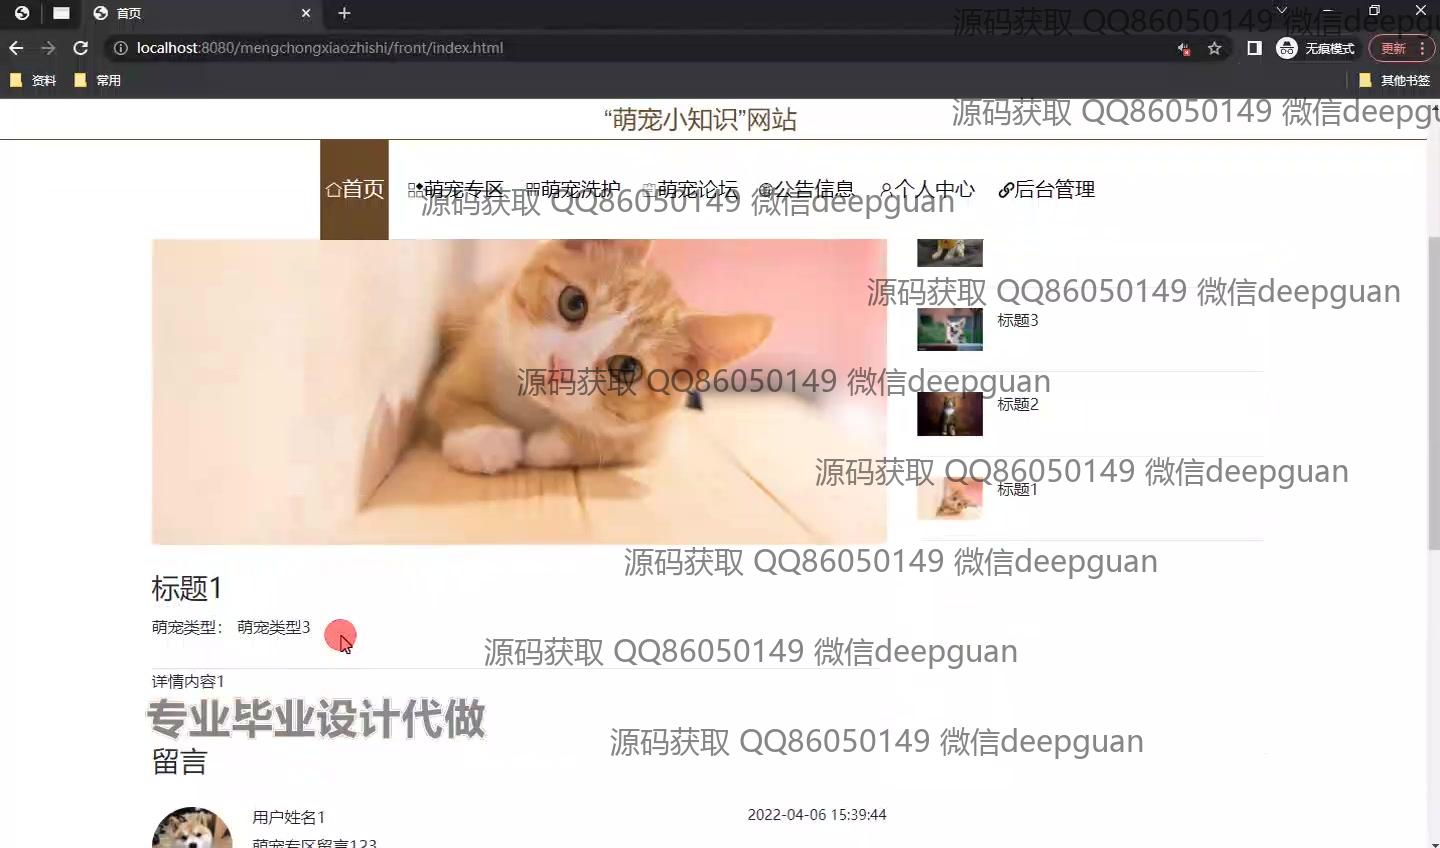 首页
源码获取 QQ86050149 微信deepgu
localhost:8080/mengchongxiaozhishi/front/index.html
无痕模式
更新
资料
常用
其他书签
“萌宠小知识”网站
源码获取 QQ86050149 微信deepg
首页
萌宠专区
萌宠洗护
萌宠论坛
公告信息
个人中心
后台管理
源码获取 QQ86050149 微信deepguan
源码获取 QQ86050149 微信deepguan
标题3
源码获取 QQ86050149 微信deepguan
标题2
源码获取 QQ86050149 微信deepguan
标题1
源码获取 QQ86050149 微信deepguan
标题1
萌宠类型： 萌宠类型3
源码获取 QQ86050149 微信deepguan
详情内容1
专业毕业设计代做
源码获取 QQ86050149 微信deepguan
留言
用户姓名1
2022-04-06 15:39:44
萌宠专区留言123